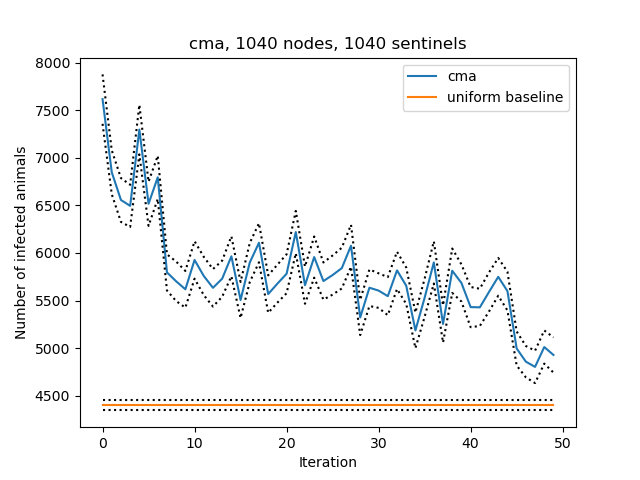 cma, 1040 nodes, 1040 sentinels
cma
uniform baseline
Number of infected animals
8000
7500
7000
6500
6000
5500
5000
4500
0
10
20
30
40
50
Iteration